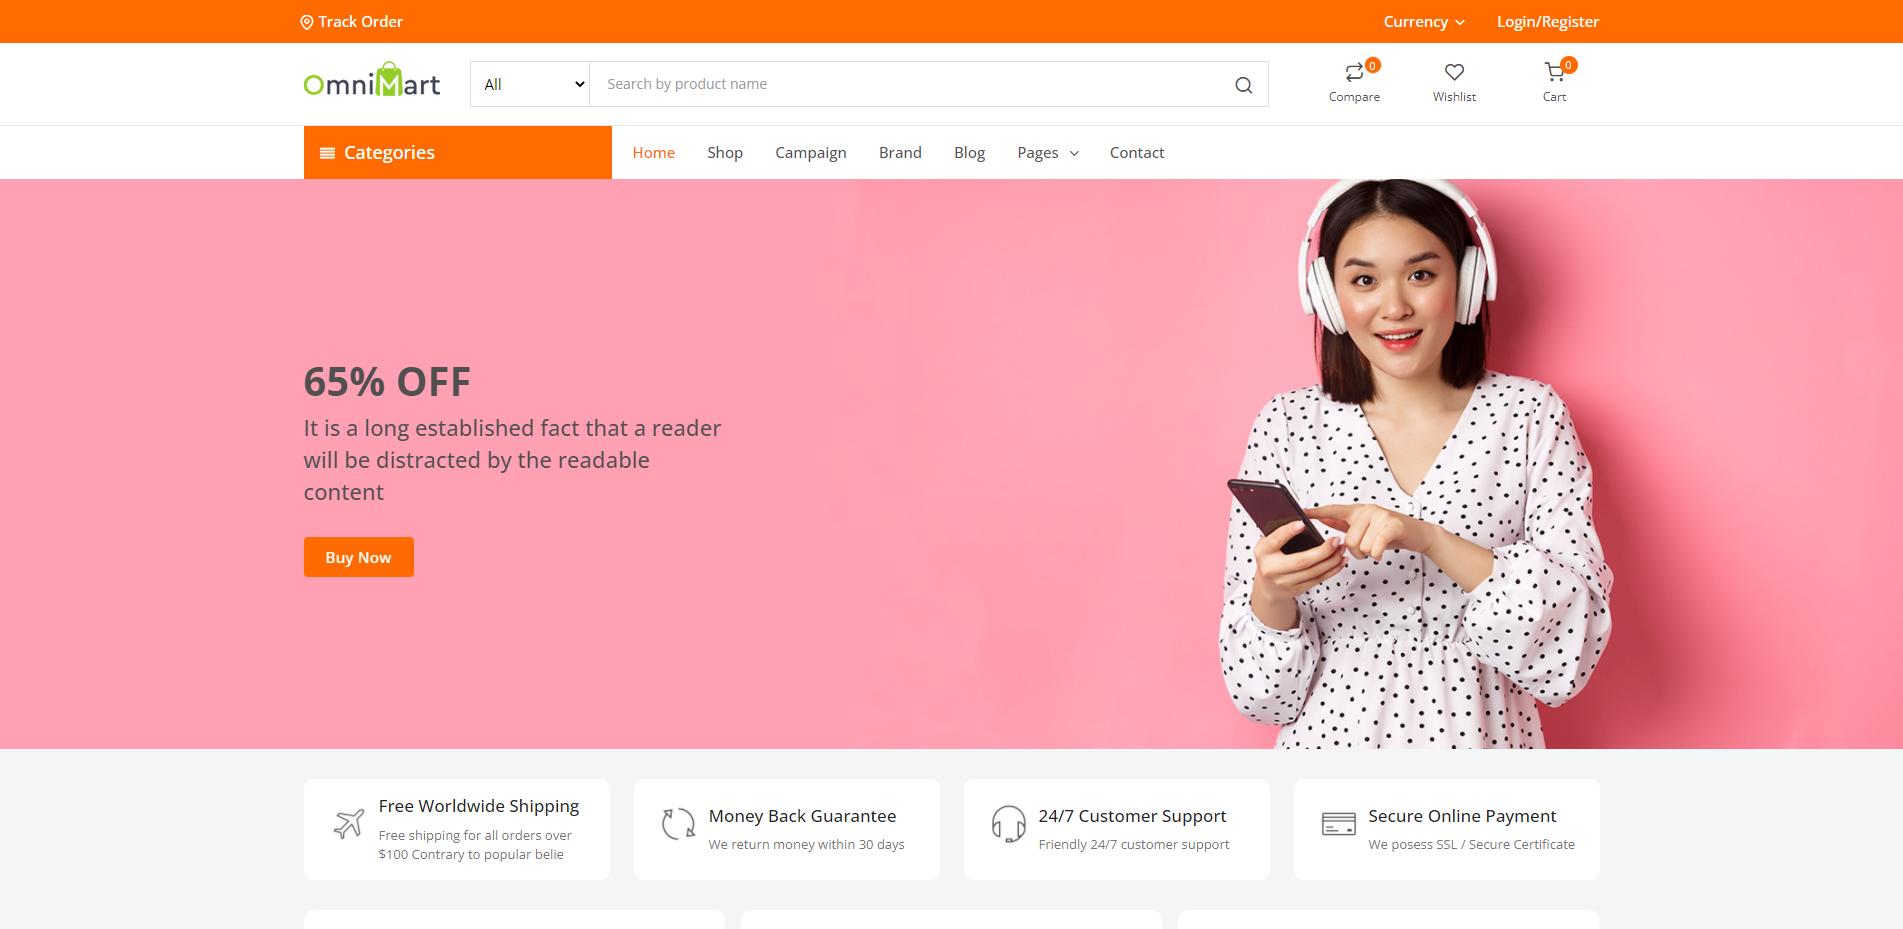 Track Order
Currency
Login/Register
OmniMart
All
Search by product name
0
Compare
Wishlist
0
Cart
Categories
Home
Shop
Campaign
Brand
Blog
Pages
Contact
65% OFF
It is a long established fact that a reader
will be distracted by the readable
content
Buy Now
Free Worldwide Shipping
Free shipping for all orders over
$100 Contrary to popular belie
Money Back Guarantee
We return money within 30 days
24/7 Customer Support
Friendly 24/7 customer support
Secure Online Payment
We posess SSL / Secure Certificate